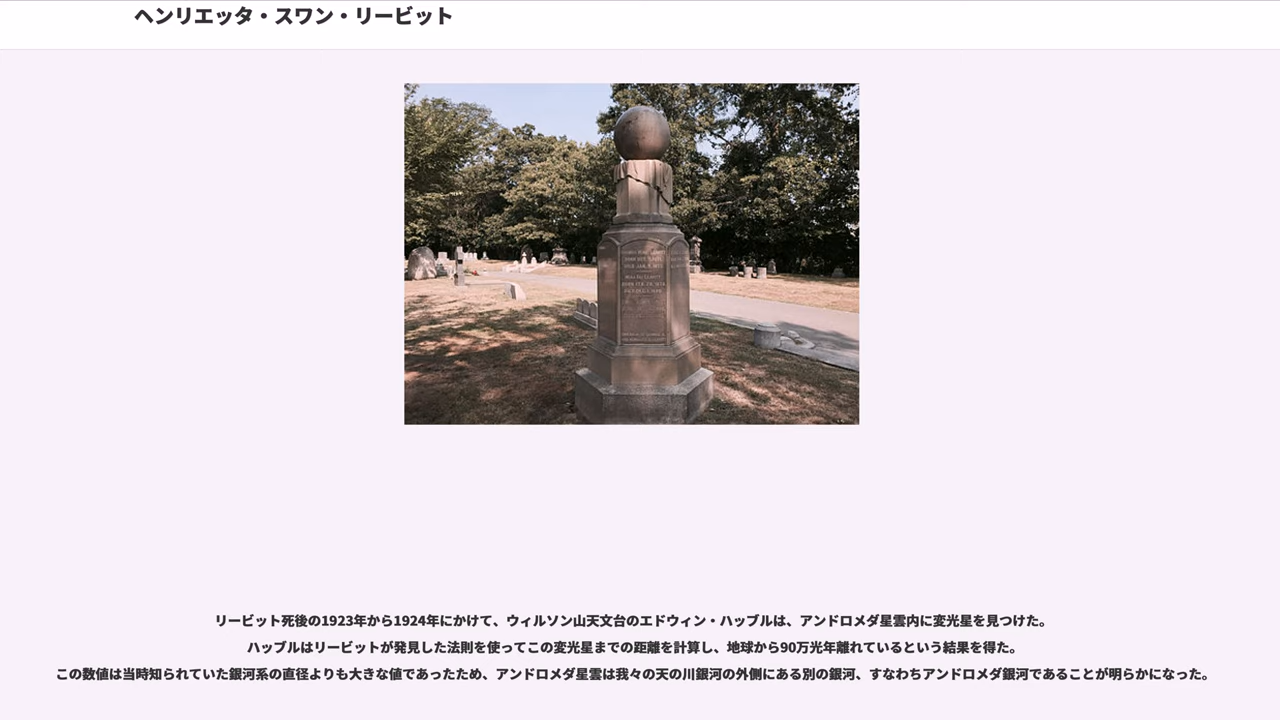 ヘンリエッタ・スワン・リービット
リービット死後の1923年から1924年にかけて、ウィルソン山天文台のエドウィン・ハッブルは、アンドロメダ星雲内に変光星を見つけた。
ハッブルはリービットが発見した法則を使ってこの変光星までの距離を計算し、地球から90万光年離れているという結果を得た。
この数値は当時知られていた銀河系の直径よりも大きな値であったため、アンドロメダ星雲は我々の天の川銀河の外側にある別の銀河、すなわちアンドロメダ銀河であることが明らかになった。